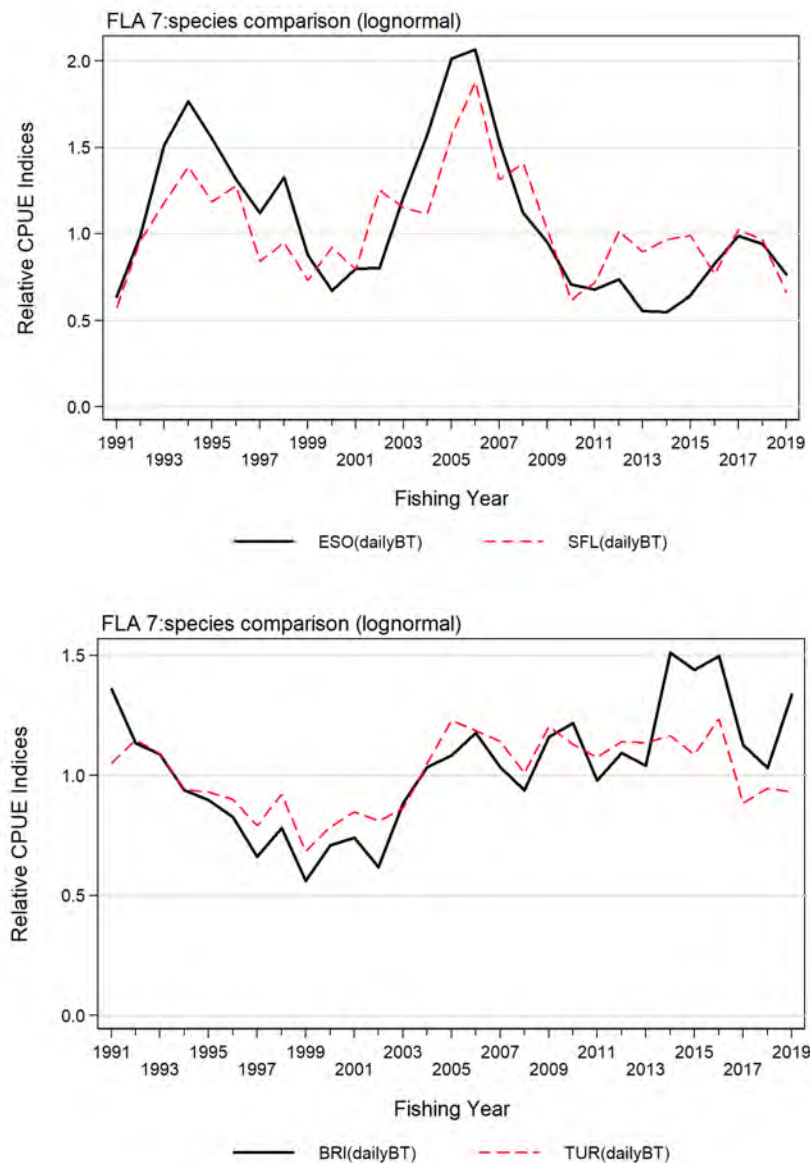 FLA 7:species comparison (lognormal)
Relative CPUE Indices
2.0
1.5
1.0
0.5
0.0
1991 1995 1999 2003 2007 2011 2015 2019
1993 1997 2001 2005 2009 2013 2017
Fishing Year
ESO(dailyBT) SFL(dailyBT)
FLA 7:species comparison (lognormal)
Relative CPUE Indices
1.5
1.0
0.5
0.0
1991 1995 1999 2003 2007 2011 2015 2019
1993 1997 2001 2005 2009 2013 2017
Fishing Year
BRI(dailyBT) TUR(dailyBT)